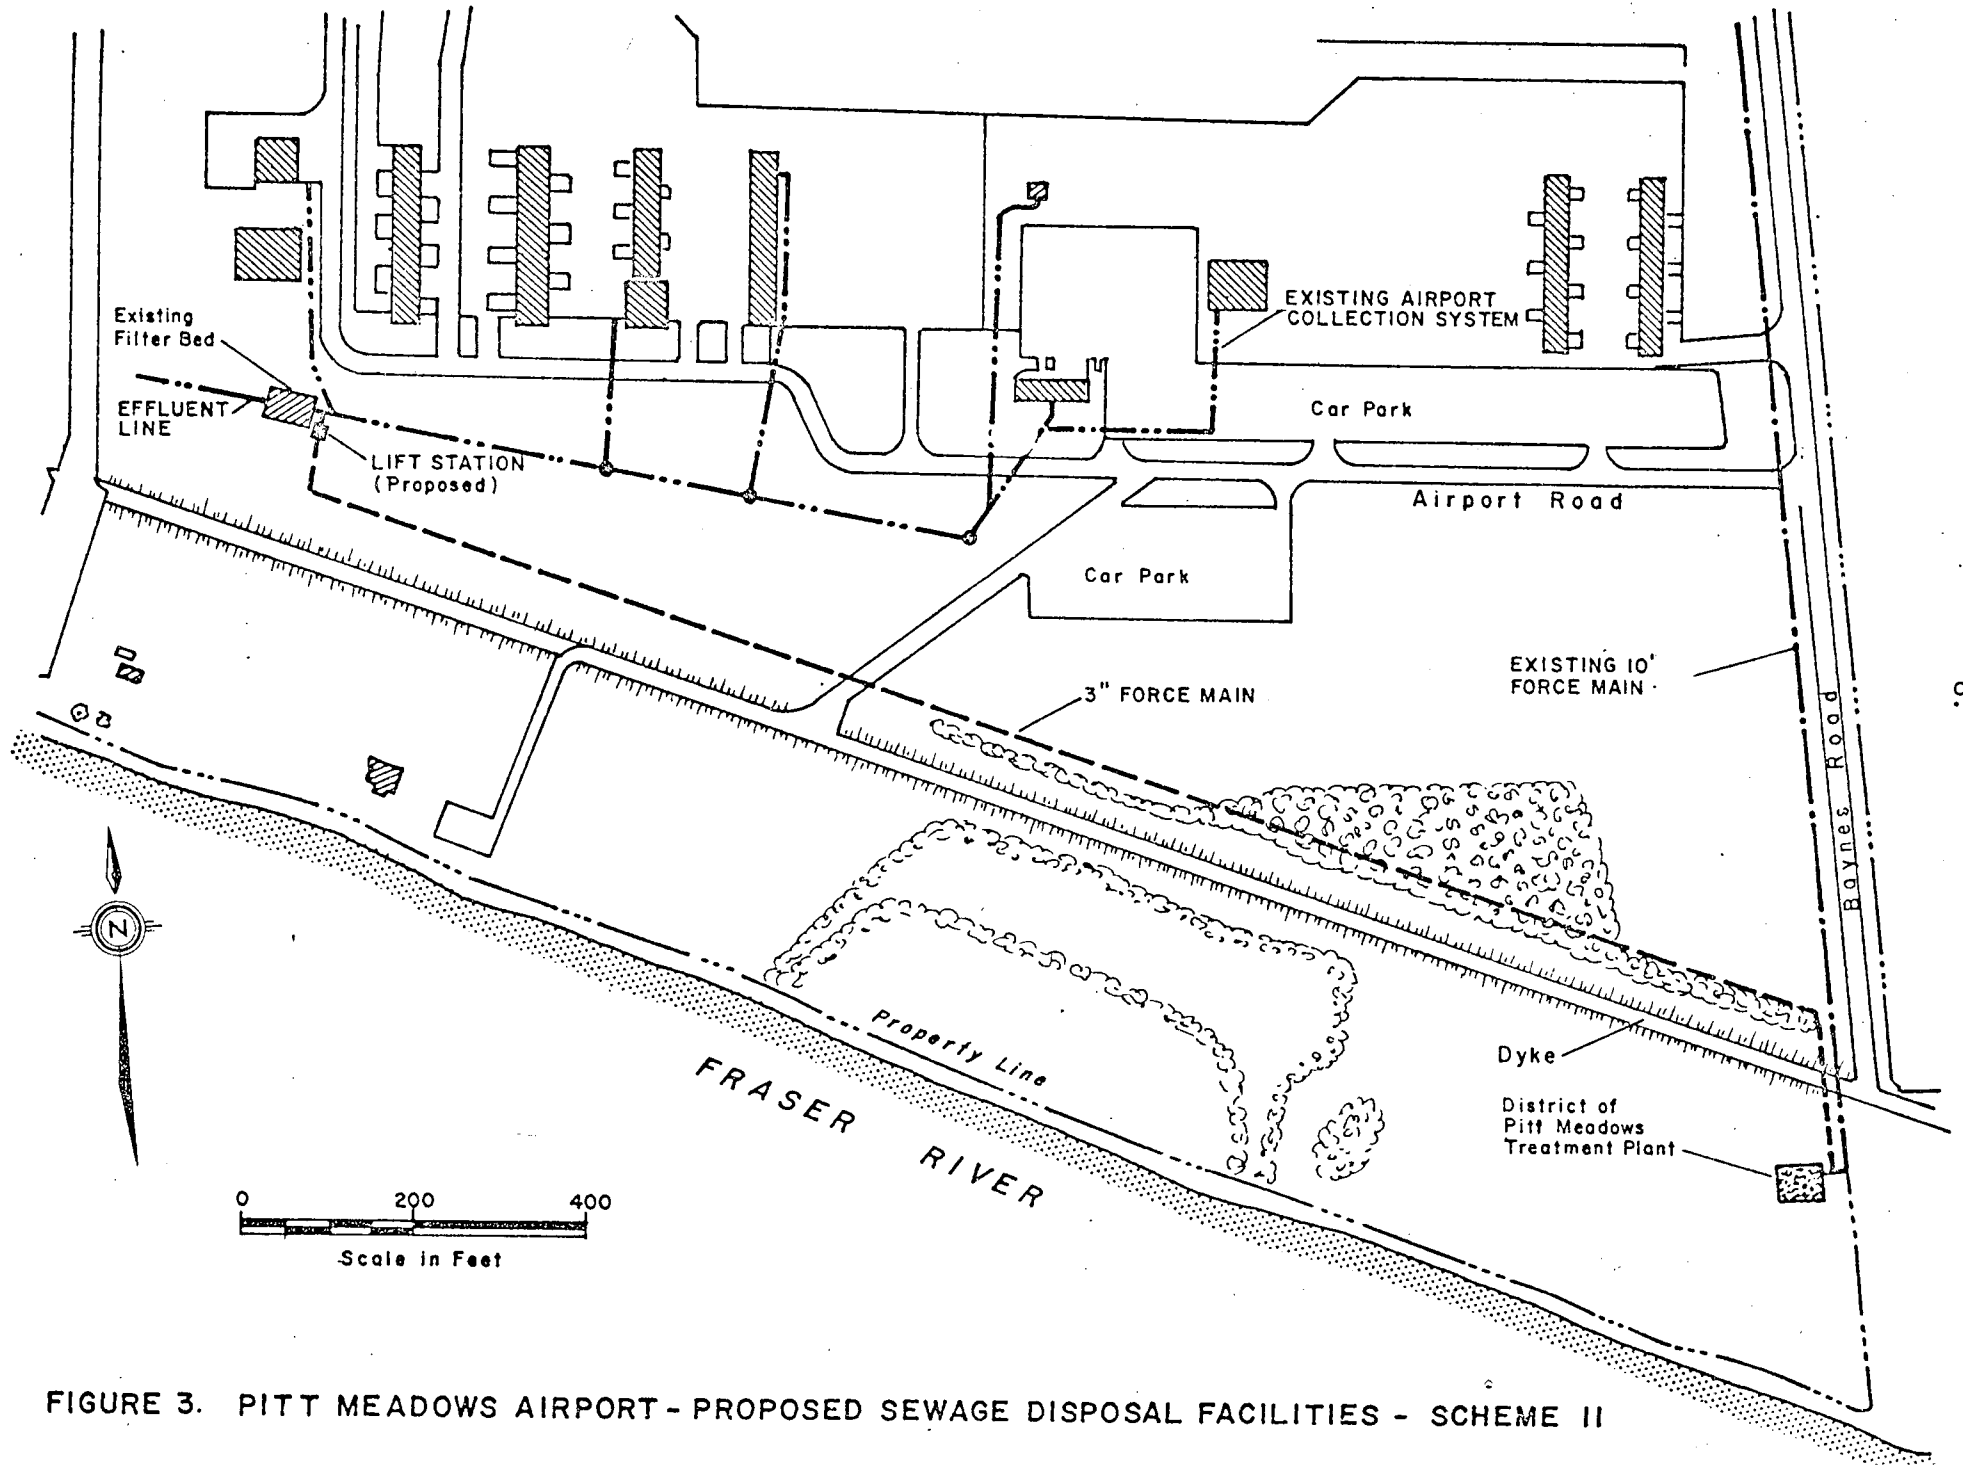 Existing
Filter Bed
EFFLUENT
LINE
LIFT STATION
(Proposed)
EXISTING AIRPORT
COLLECTION SYSTEM
Car Park
Airport Road
Car Park
3" FORCE MAIN
EXISTING 10"
FORCE MAIN
Baynes Road
N
Property Line
FRASER RIVER
Dyke
District of
Pitt Meadows
Treatment Plant
0 200 400
Scale in Feet
FIGURE 3. PITT MEADOWS AIRPORT - PROPOSED SEWAGE DISPOSAL FACILITIES - SCHEME II